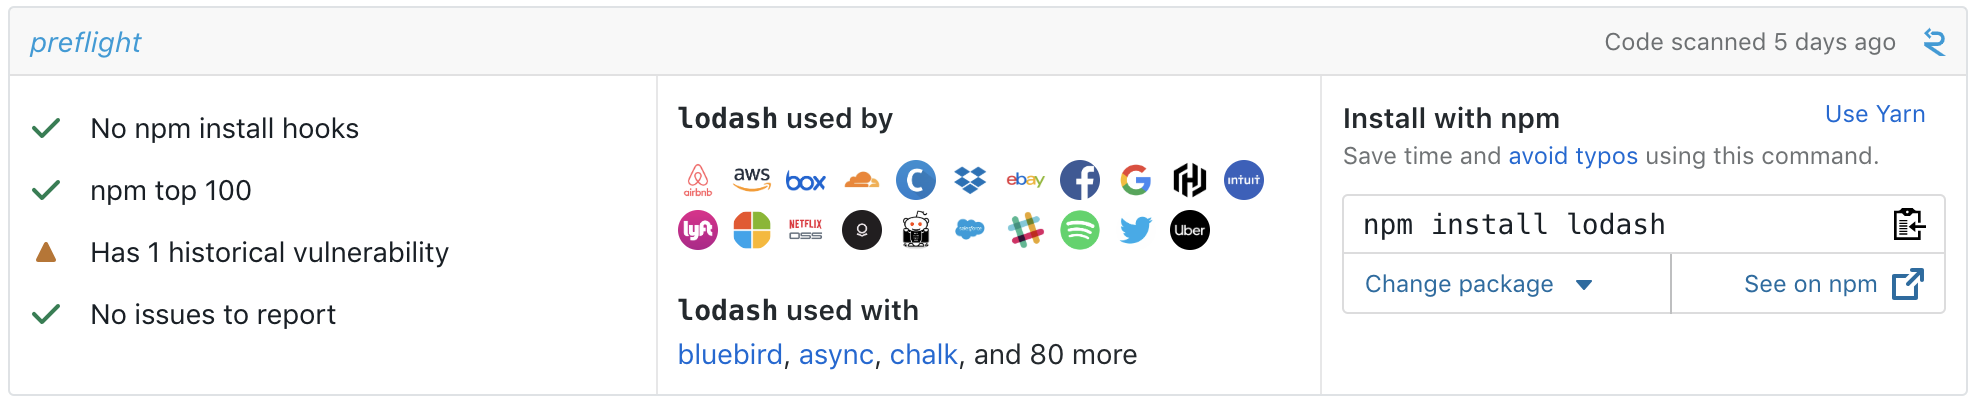 preflight
Code scanned 5 days ago
No npm install hooks
npm top 100
Has 1 historical vulnerability
No issues to report
lodash used by
airbnb aws box C ebay f G intuit
lyft NETFLIX OSS salesforce Uber
lodash used with
bluebird, async, chalk, and 80 more
Install with npm
Use Yarn
Save time and avoid typos using this command.
npm install lodash
Change package
See on npm